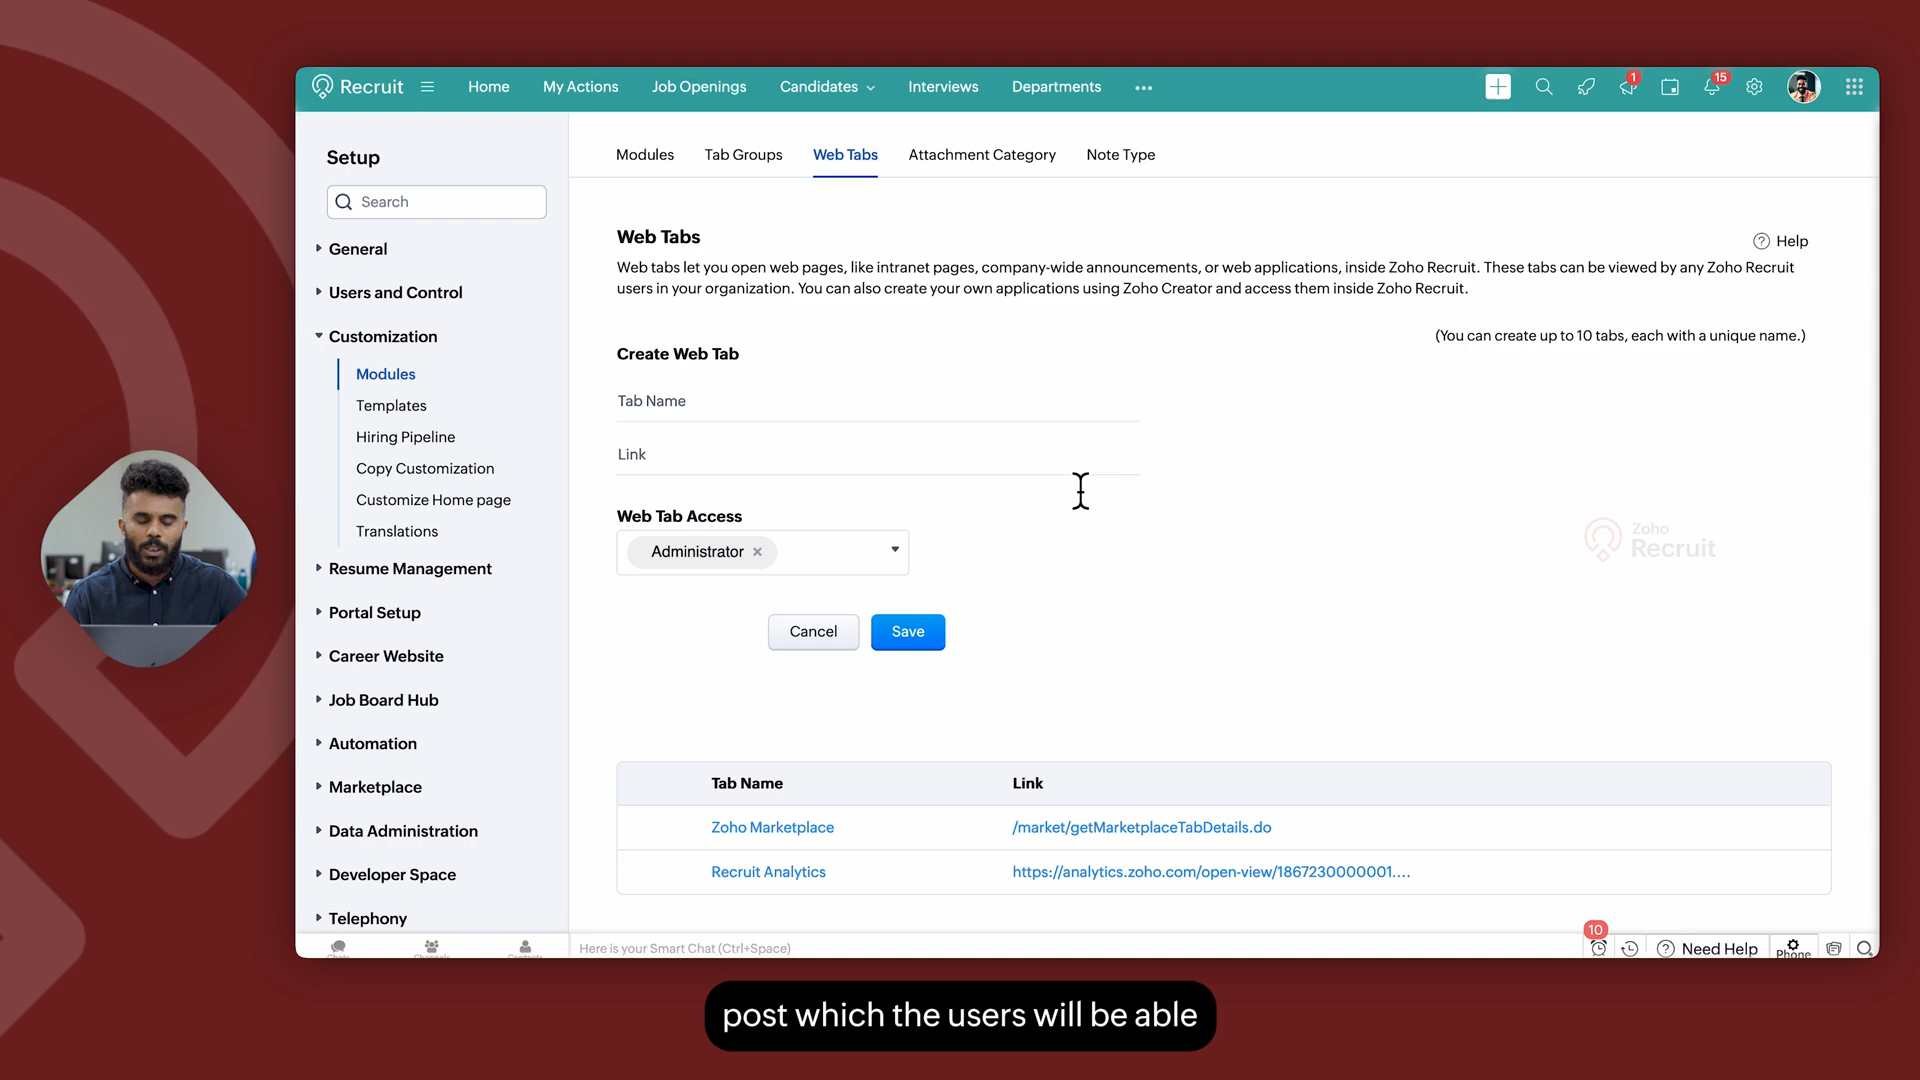 Recruit
Home
My Actions
Job Openings
Candidates
Interviews
Departments
1
15
Setup
Search
General
Users and Control
Customization
Modules
Templates
Hiring Pipeline
Copy Customization
Customize Home page
Translations
Resume Management
Portal Setup
Career Website
Job Board Hub
Automation
Marketplace
Data Administration
Developer Space
Telephony
Modules
Tab Groups
Web Tabs
Attachment Category
Note Type
Web Tabs
Help
Web tabs let you open web pages, like intranet pages, company-wide announcements, or web applications, inside Zoho Recruit. These tabs can be viewed by any Zoho Recruit
users in your organization. You can also create your own applications using Zoho Creator and access them inside Zoho Recruit.
(You can create up to 10 tabs, each with a unique name.)
Create Web Tab
Tab Name
Link
Web Tab Access
Administrator
Cancel
Save
Zoho
Recruit
Tab Name
Link
Zoho Marketplace
/market/getMarketplaceTabDetails.do
Recruit Analytics
https://analytics.zoho.com/open-view/1867230000001....
Here is your Smart Chat (Ctrl+Space)
10
Need Help
Phone
post which the users will be able